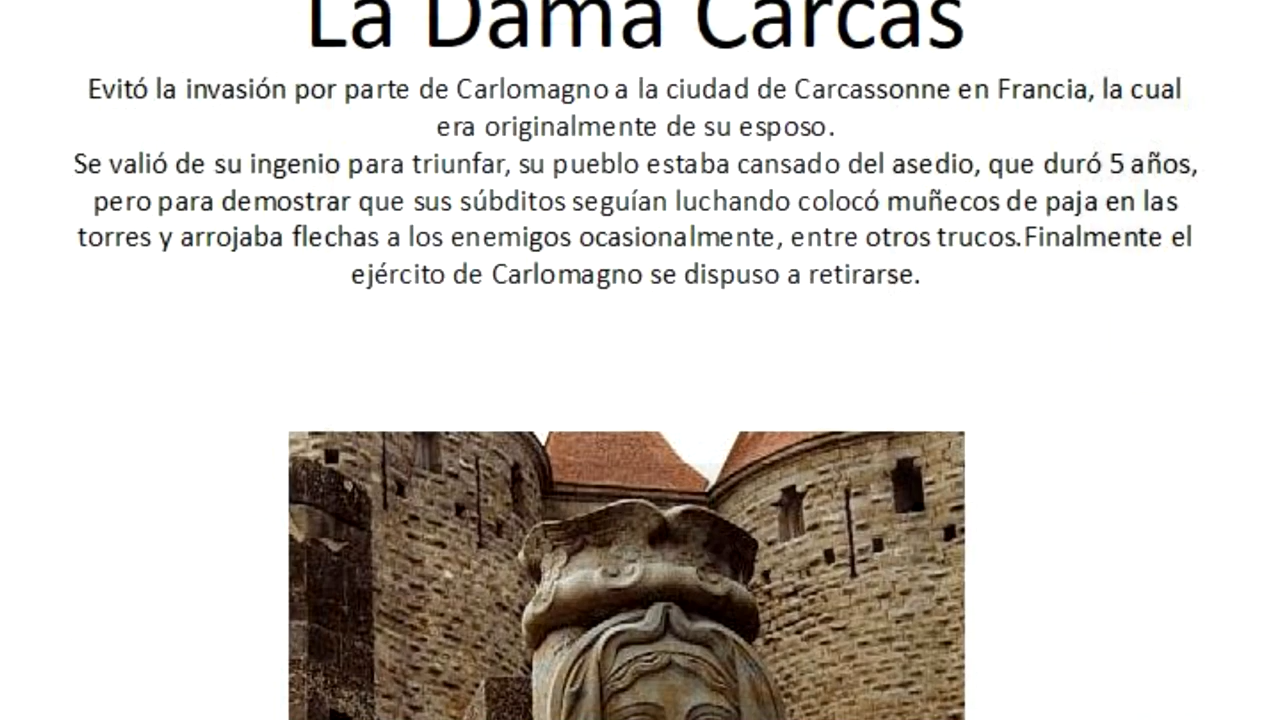 La Dama Carcas
Evitó la invasión por parte de Carlomagno a la ciudad de Carcassonne en Francia, la cual
era originalmente de su esposo.
Se valió de su ingenio para triunfar, su pueblo estaba cansado del asedio, que duró 5 años,
pero para demostrar que sus súbditos seguían luchando colocó muñecos de paja en las
torres y arrojaba flechas a los enemigos ocasionalmente, entre otros trucos.Finalmente el
ejército de Carlomagno se dispuso a retirarse.